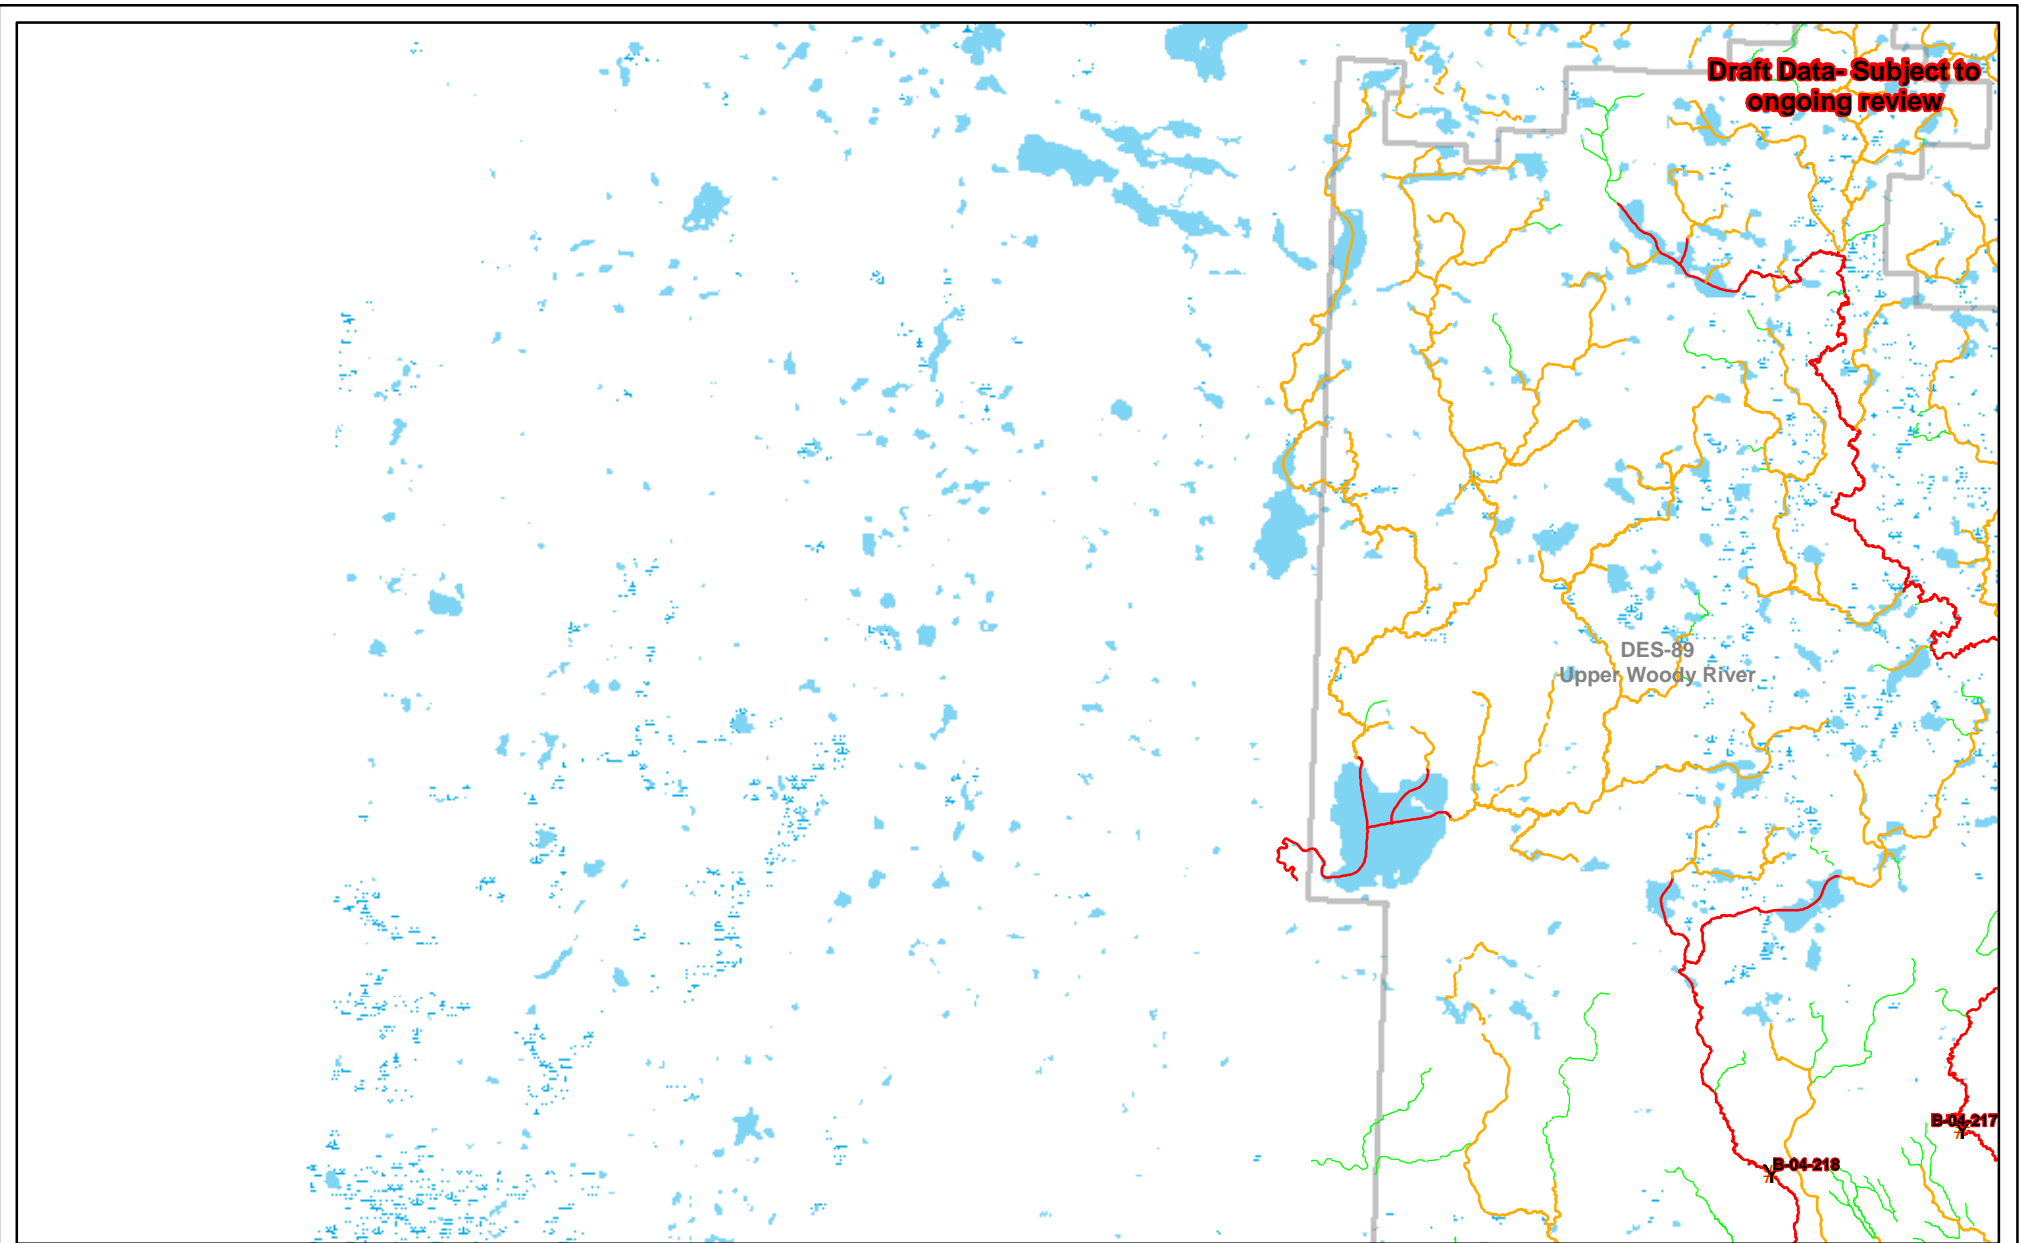 Draft Data- Subject to
ongoing review
DES-89
Upper Woody River
B-04-217
B-04-218